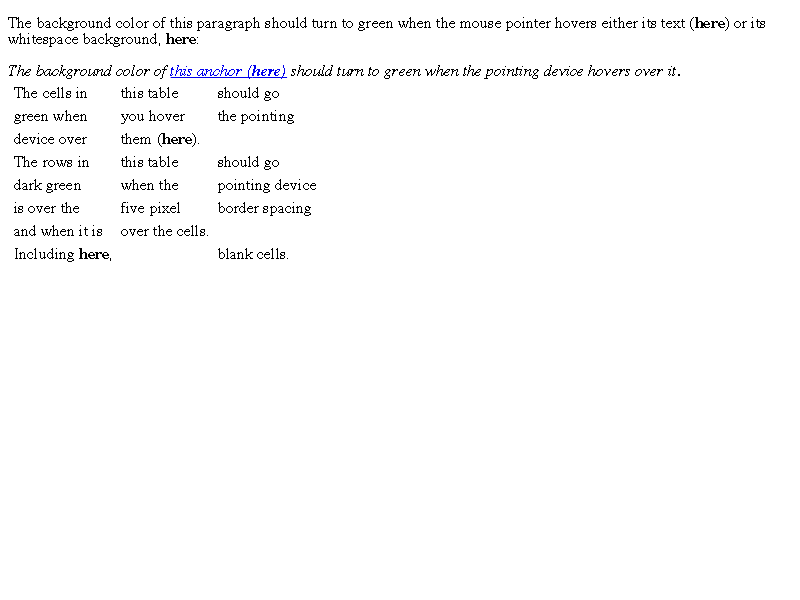 The background color of this paragraph should turn to green when the mouse pointer hovers either its text (here) or its
whitespace background, here:
The background color of this anchor (here) should turn to green when the pointing device hovers over it.
The cells in this table should go
green when you hover the pointing
device over them (here).
The rows in this table should go
dark green when the pointing device
is over the five pixel border spacing
and when it is over the cells.
Including here, blank cells.